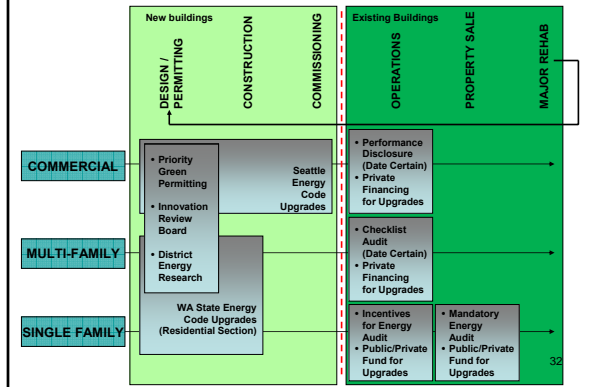 New buildings
Existing Buildings
DESIGN /
PERMITTING
CONSTRUCTION
COMMISSIONING
OPERATIONS
PROPERTY SALE
MAJOR REHAB
COMMERCIAL
• Priority
Green
Permitting
• Innovation
Review
Board
• District
Energy
Research
Seattle
Energy
Code
Upgrades
• Performance
Disclosure
(Date Certain)
• Private
Financing
for Upgrades
MULTI-FAMILY
• Checklist
Audit
(Date Certain)
• Private
Financing
for Upgrades
SINGLE FAMILY
WA State Energy
Code Upgrades
(Residential Section)
• Incentives
for Energy
Audit
• Public/Private
Fund for
Upgrades
• Mandatory
Energy
Audit
• Public/Private
Fund for
Upgrades
32